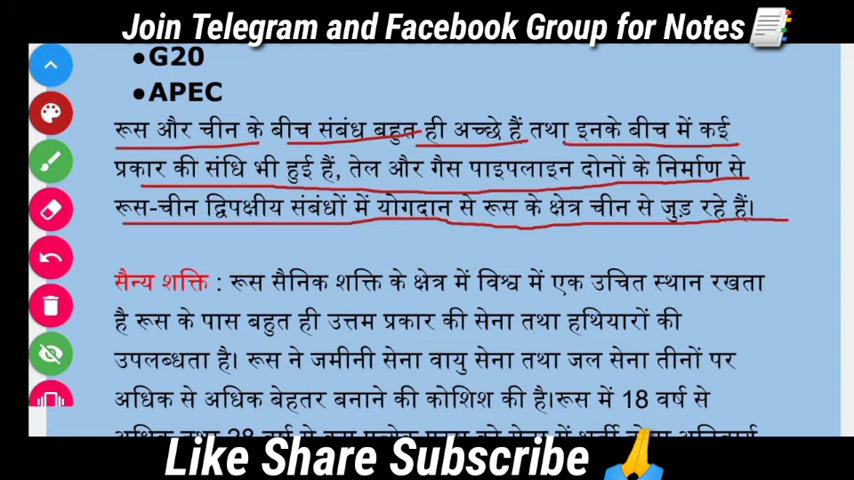 Join Telegram and Facebook Group for Notes
●G20
●APEC
रूस और चीन के बीच संबंध बहुत ही अच्छे हैं तथा इनके बीच में कई
प्रकार की संधि भी हुई हैं, तेल और गैस पाइपलाइन दोनों के निर्माण से
रूस-चीन द्विपक्षीय संबंधों में योगदान से रूस के क्षेत्र चीन से जुड़ रहे हैं।
सैन्य शक्ति : रूस सैनिक शक्ति के क्षेत्र में विश्व में एक उचित स्थान रखता
है रूस के पास बहुत ही उत्तम प्रकार की सेना तथा हथियारों की
उपलब्धता है। रूस ने जमीनी सेना वायु सेना तथा जल सेना तीनों पर
अधिक से अधिक बेहतर बनाने की कोशिश की है।रूस में 18 वर्ष से
Like Share Subscribe